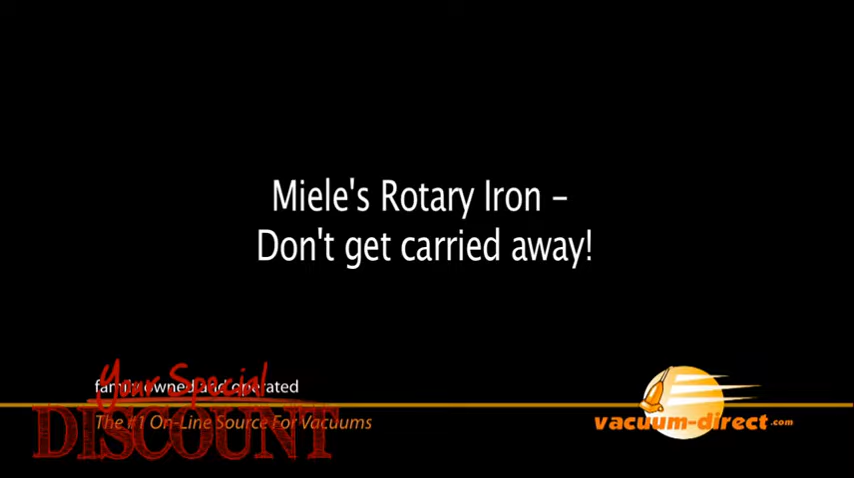 Miele's Rotary Iron –
Don't get carried away!
Your Special
family owned and operated
DISCOUNT
The #1 On-Line Source For Vacuums
vacuum-direct.com